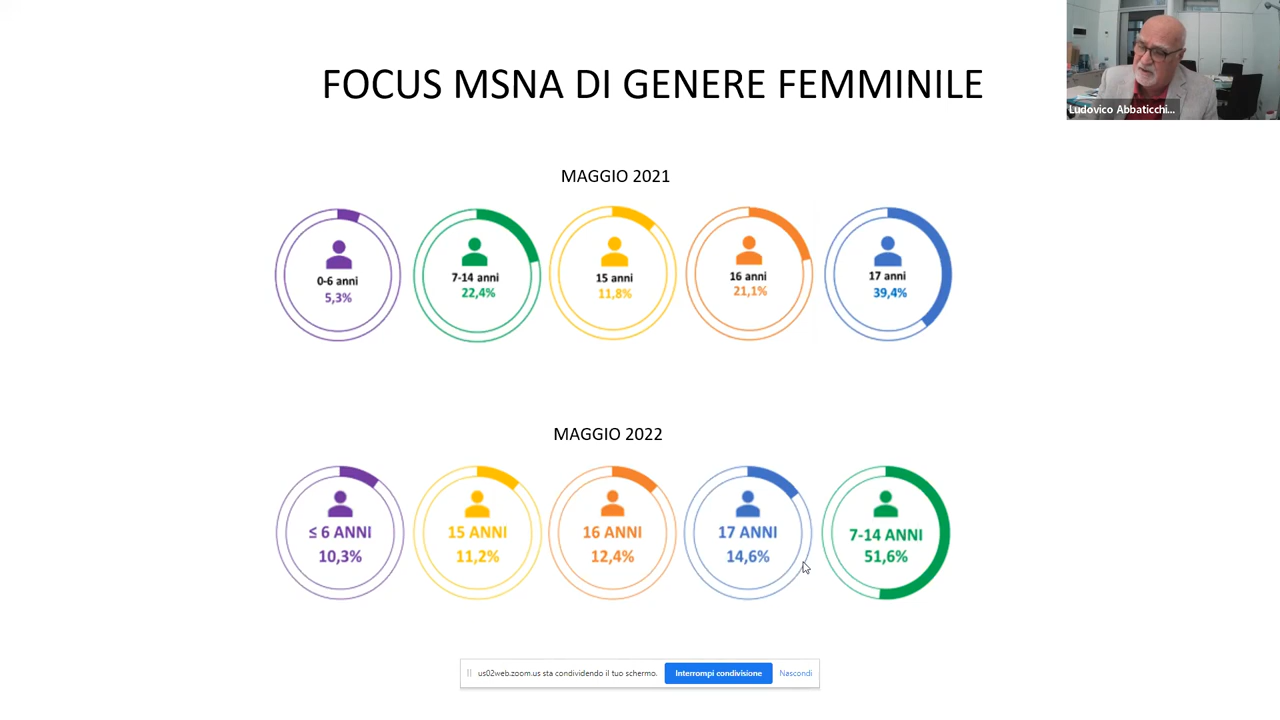 FOCUS MSNA DI GENERE FEMMINILE
Ludovico Abbaticchi...
MAGGIO 2021
0-6 anni
5,3%
7-14 anni
22,4%
15 anni
11,8%
16 anni
21,1%
17 anni
39,4%
MAGGIO 2022
≤ 6 ANNI
10,3%
15 ANNI
11,2%
16 ANNI
12,4%
17 ANNI
14,6%
7-14 ANNI
51,6%
us02web.zoom.us sta condividendo il tuo schermo.
Interrompi condivisione
Nascondi